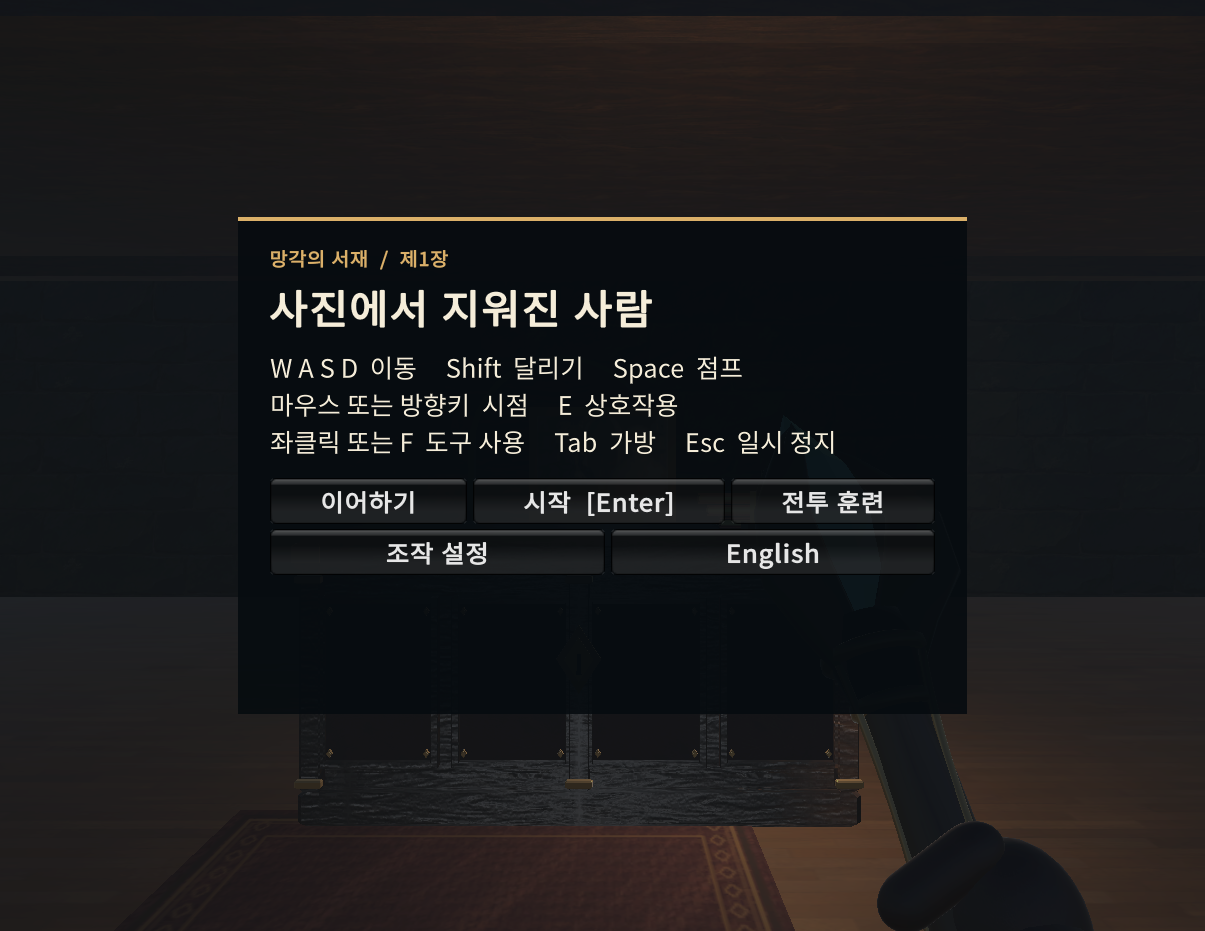 망각의 서재 / 제1장
사진에서 지워진 사람
W A S D 이동 Shift 달리기 Space 점프
마우스 또는 방향키 시점 E 상호작용
좌클릭 또는 F 도구 사용 Tab 가방 Esc 일시 정지
이어하기 시작 [Enter] 전투 훈련
조작 설정 English